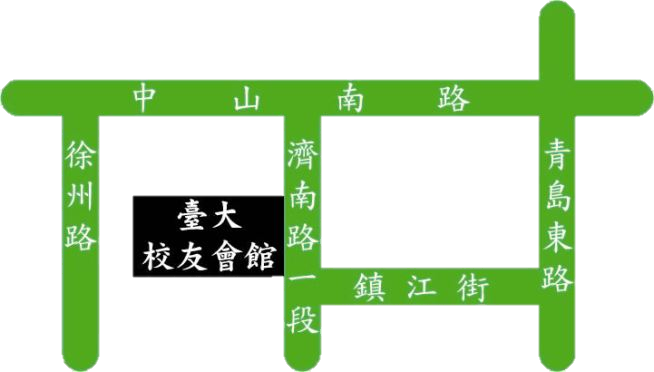 中山南路
徐州路
臺大
校友會館
濟南路一段
鎮江街
青島東路